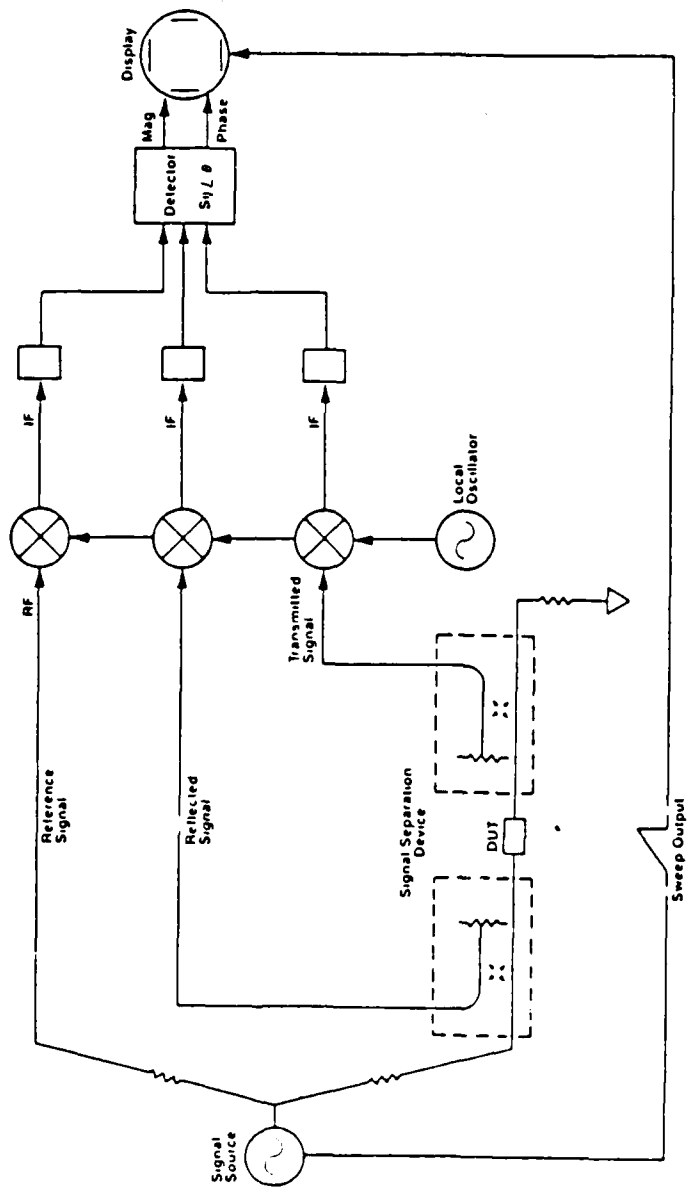 Signal
Source
Reference
Signal
Reflected
Signal
Signal Separation
Device
DUT
Transmitted
Signal
Local
Oscillator
RF
IF
IF
IF
Detector
Mag
Phase
Display
Sweep Output